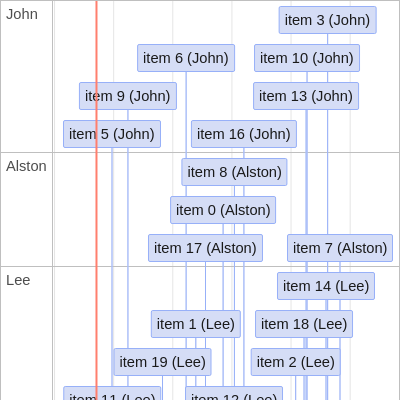 John
item 3 (John)
item 6 (John)
item 10 (John)
item 9 (John)
item 13 (John)
item 5 (John)
item 16 (John)
Alston
item 8 (Alston)
item 0 (Alston)
item 17 (Alston)
item 7 (Alston)
Lee
item 14 (Lee)
item 1 (Lee)
item 18 (Lee)
item 19 (Lee)
item 2 (Lee)
item 11 (Lee)
item 12 (Lee)